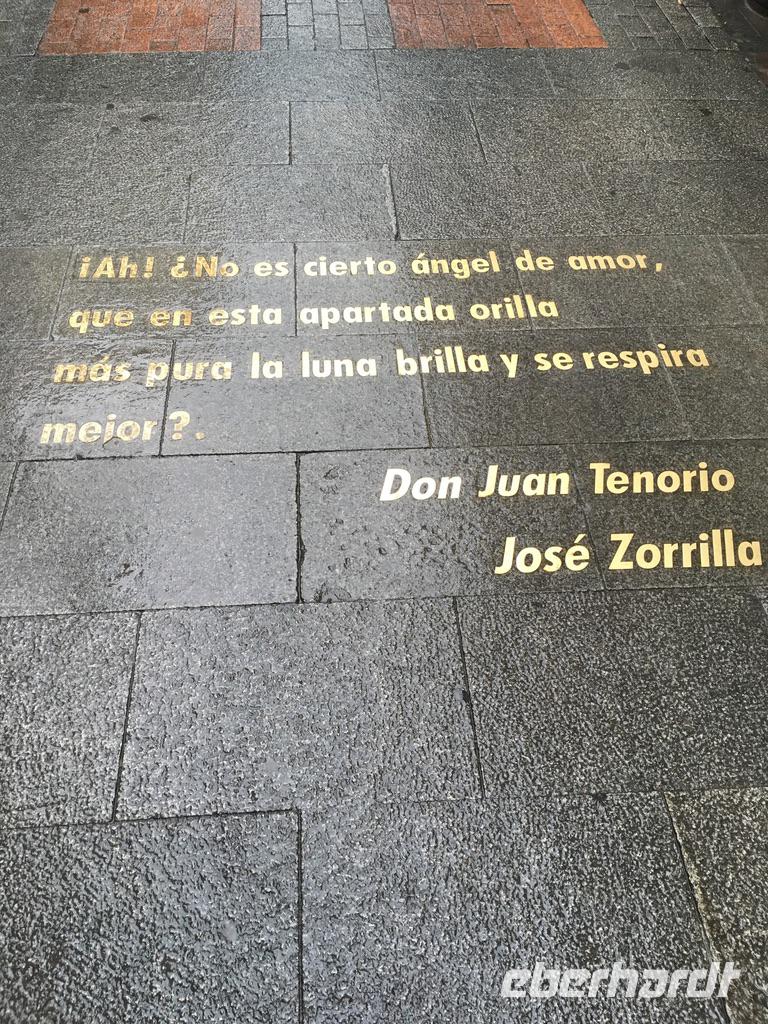 ¡Ah! ¿No es cierto ángel de amor,
que en esta apartada orilla
más pura la luna brilla y se respira
mejor?.
Don Juan Tenorio
José Zorrilla
eberhardt